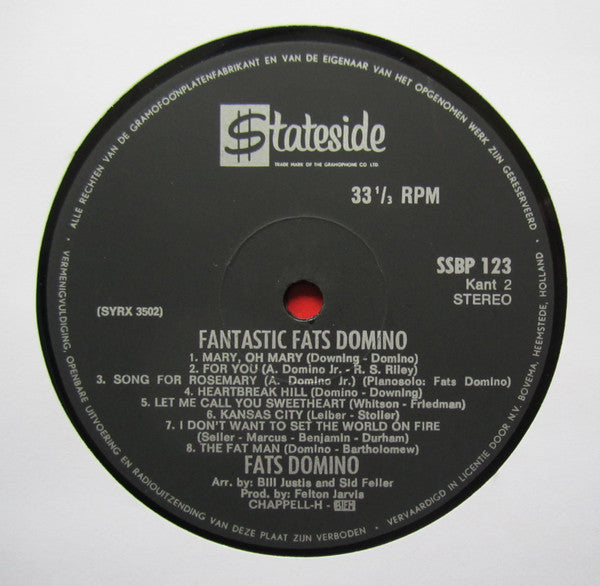 ALLE RECHTEN VAN DE GRAMOFOONPLATENFABRIKANT EN VAN DE EIGENAAR VAN HET OPGENOMEN WERK ZIJN GERESERVEERD •
$tateside
TRADE MARK OF THE GRAMOPHONE CO LTD.
33 1/3 RPM
SSBP 123
Kant 2
STEREO
(SYRX 3502)
FANTASTIC FATS DOMINO
1. MARY, OH MARY (Downing - Domino)
2. FOR YOU (A. Domino Jr. - R. S. Riley)
3. SONG FOR ROSEMARY (A. Domino Jr.) (Pianosolo: Fats Domino)
4. HEARTBREAK HILL (Domino - Downing)
5. LET ME CALL YOU SWEETHEART (Whitson - Friedman)
6. KANSAS CITY (Leiber - Stoller)
7. I DON'T WANT TO SET THE WORLD ON FIRE
(Seller - Marcus - Benjamin - Durham)
8. THE FAT MAN (Domino - Bartholomew)
FATS DOMINO
Arr. by: Bill Justis and Sid Feller
Prod. by: Felton Jarvis
CHAPPELL-H - BIEM
• VERMENIGVULDIGING, OPENBARE UITVOERING EN RADIOUITZENDING VAN DEZE PLAAT ZIJN VERBODEN •
VERVAARDIGD IN LICENTIE DOOR N.V. BOVEMA, HEEMSTEDE, HOLLAND •